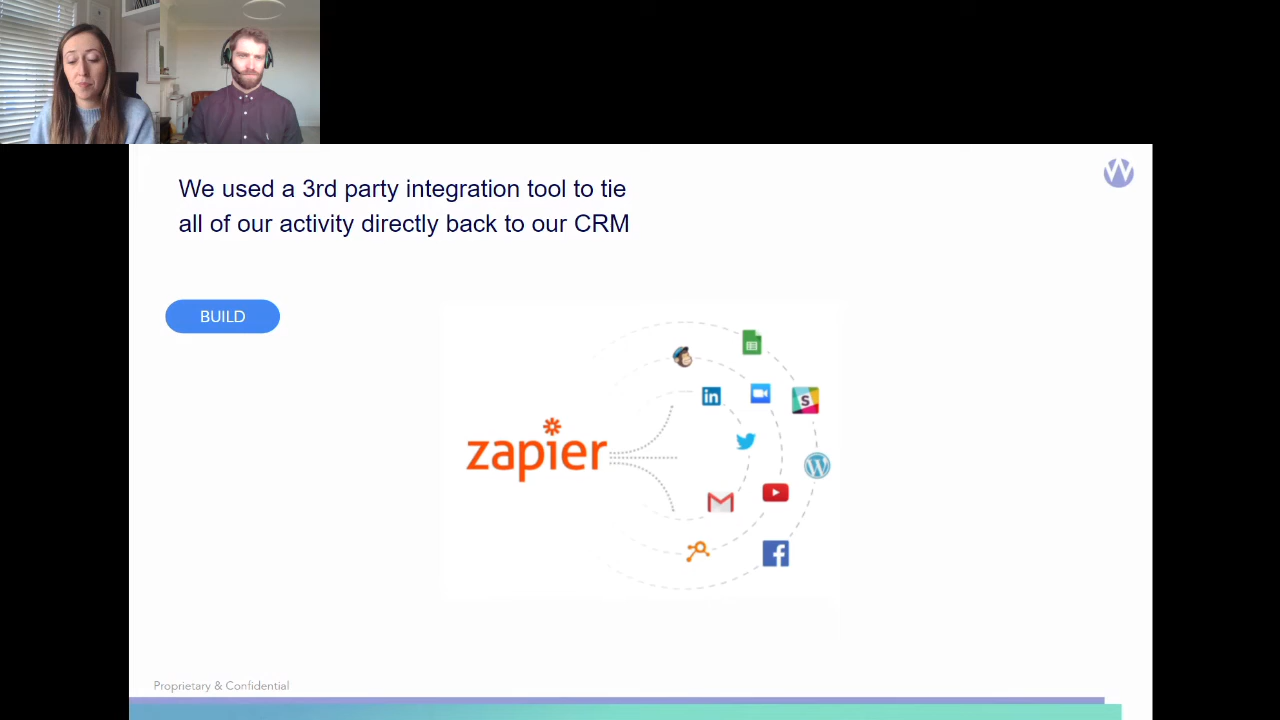 We used a 3rd party integration tool to tie
all of our activity directly back to our CRM
BUILD
zapier
in
S
W
f
Proprietary & Confidential